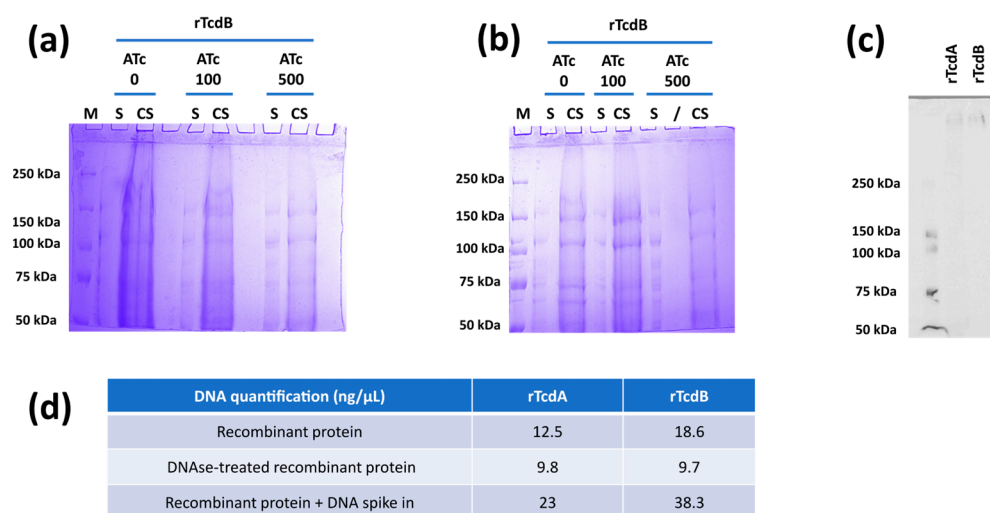 (a)
rTcdB
ATc
0
ATc
100
ATc
500
M S CS S CS S CS
250 kDa
150 kDa
100 kDa
75 kDa
50 kDa
(b)
rTcdB
ATc
0
ATc
100
ATc
500
M S CS S CS S / CS
250 kDa
150 kDa
100 kDa
75 kDa
50 kDa
(c)
rTcdA
rTcdB
250 kDa
150 kDa
100 kDa
75 kDa
50 kDa
(d)
DNA quantification (ng/µL) rTcdA rTcdB
Recombinant protein 12.5 18.6
DNAse-treated recombinant protein 9.8 9.7
Recombinant protein + DNA spike in 23 38.3